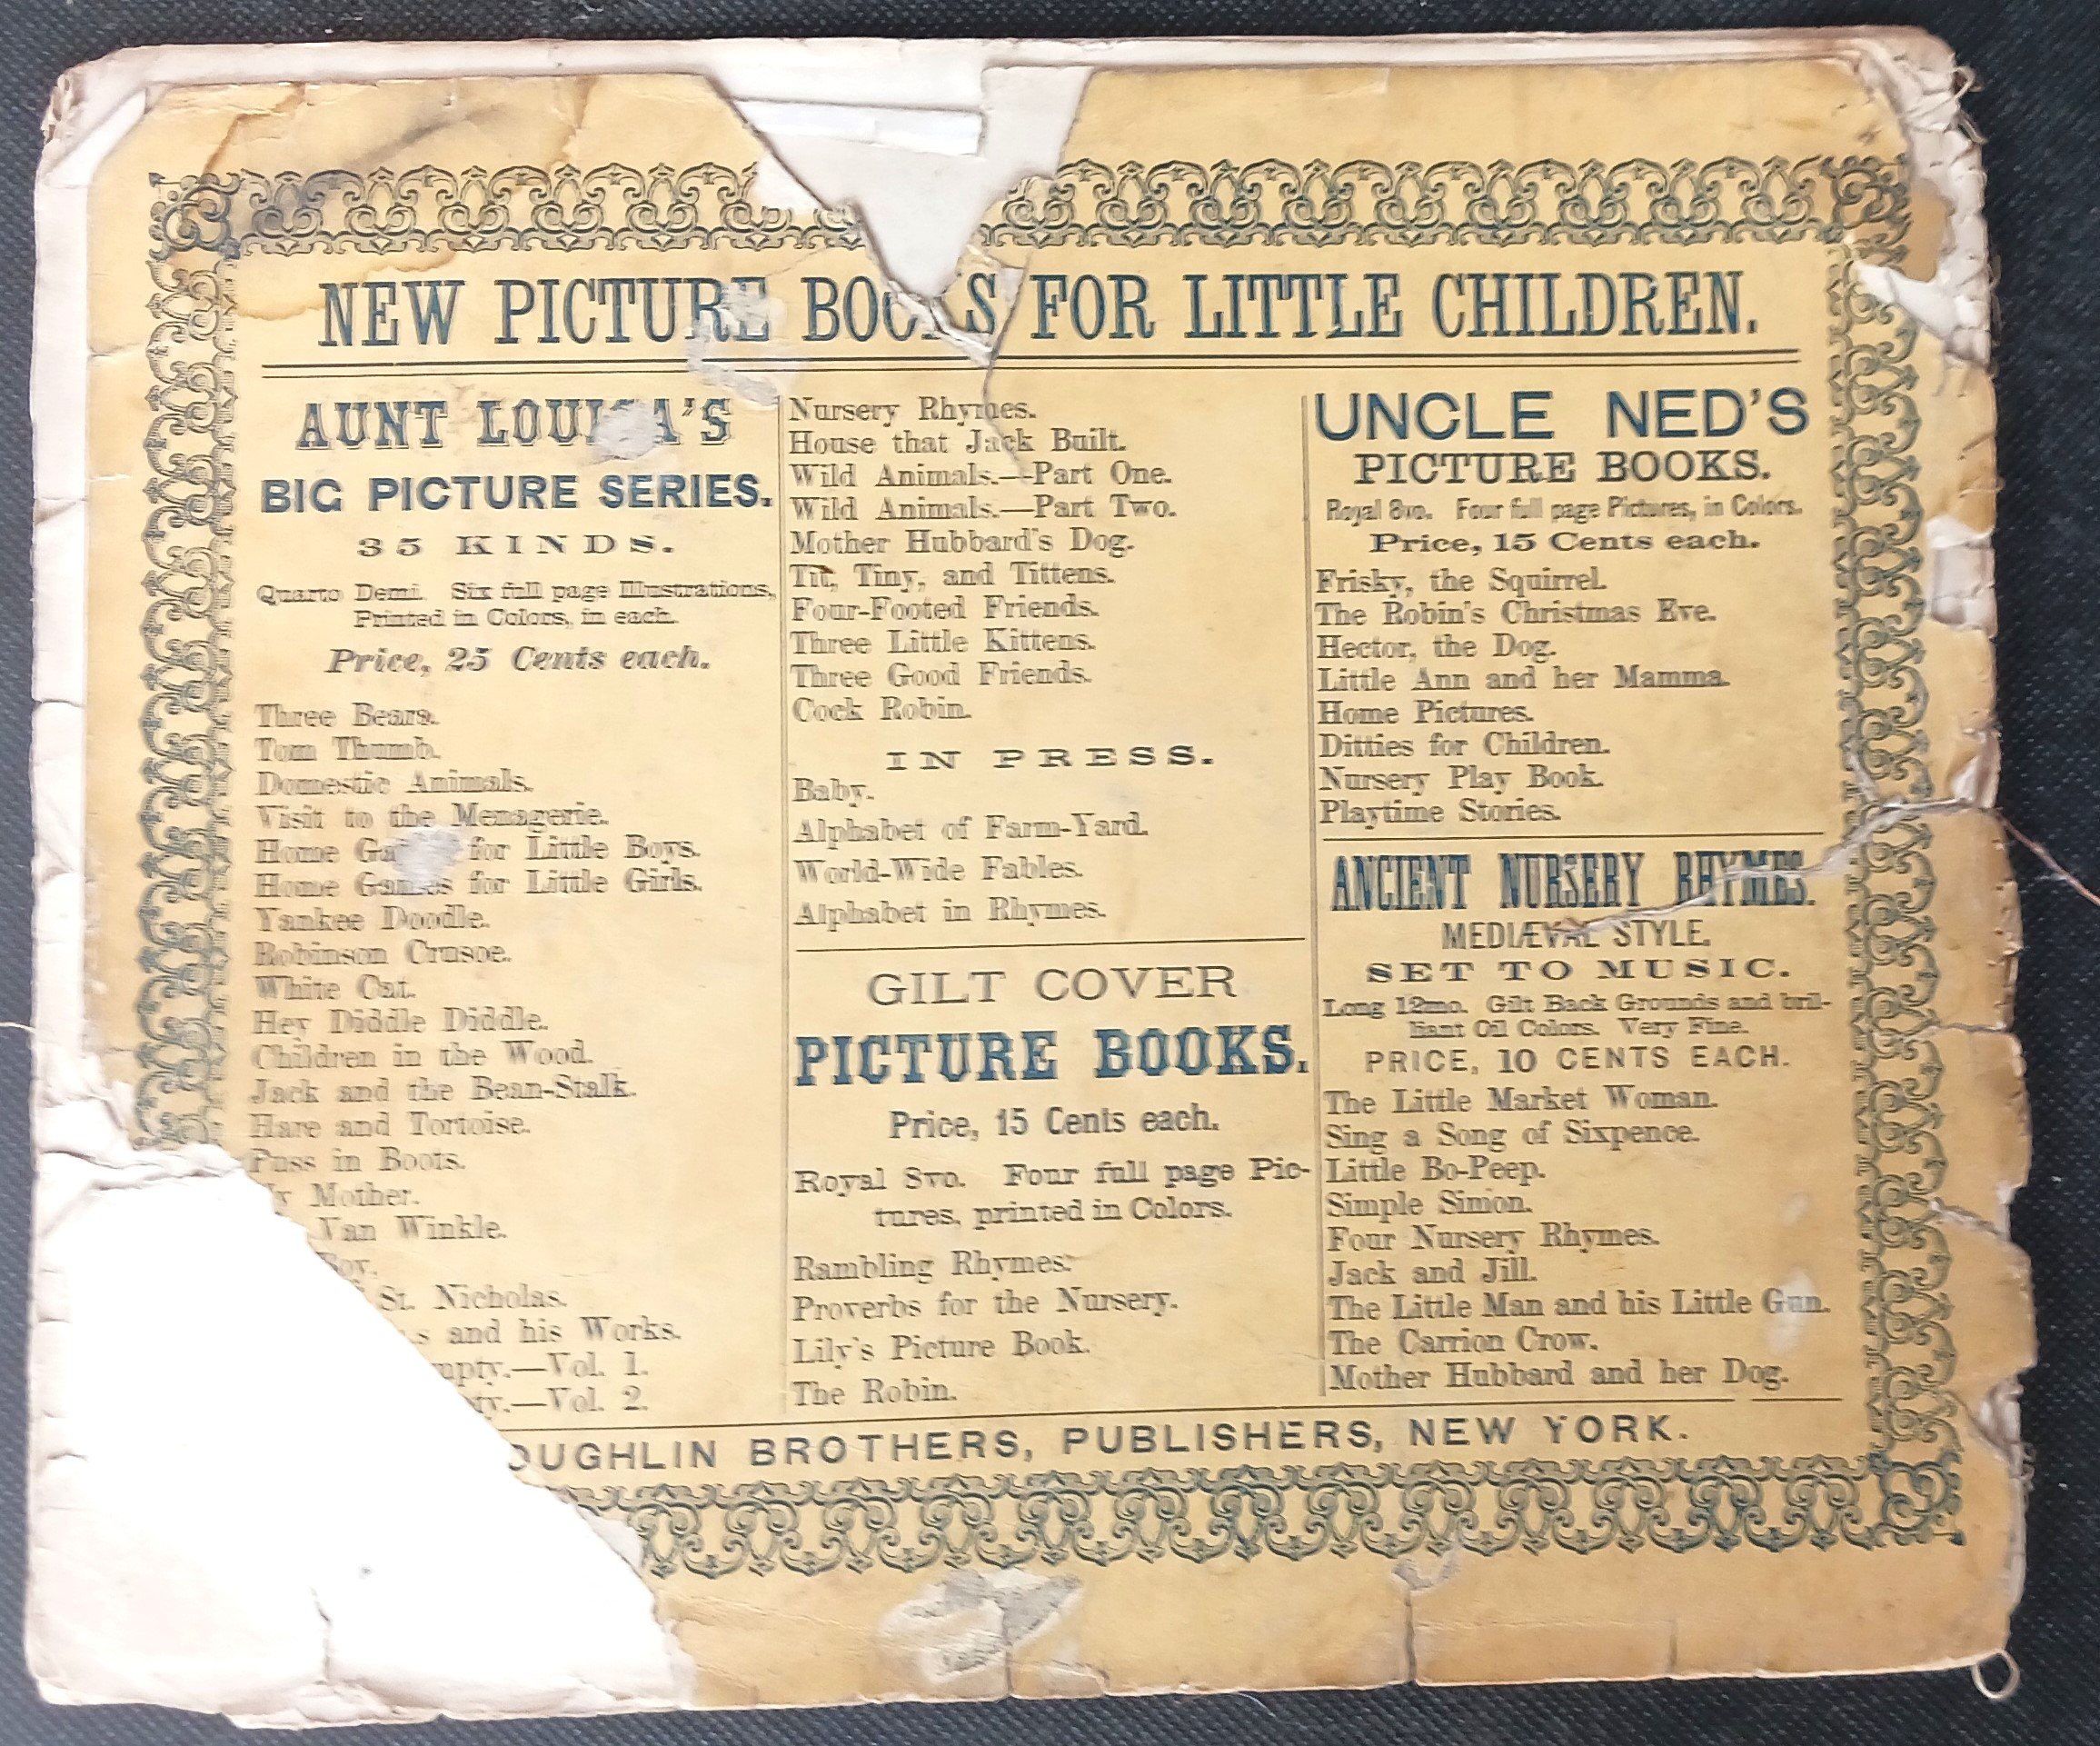 NEW PICTURE BOOKS FOR LITTLE CHILDREN.
AUNT LOUISA'S
BIG PICTURE SERIES.
35 KINDS.
Quarto Demi. Six full page Illustrations,
Printed in Colors, in each.
Price, 25 Cents each.
Three Bears.
Tom Thumb.
Domestic Animals.
Visit to the Menagerie.
Home Games for Little Boys.
Home Games for Little Girls.
Yankee Doodle.
Robinson Crusoe.
White Cat.
Hey Diddle Diddle.
Children in the Wood.
Jack and the Bean-Stalk.
Hare and Tortoise.
Puss in Boots.
y Mother.
Van Winkle.
Boy.
St. Nicholas.
s and his Works.
mpty.—Vol. 1.
ty.—Vol. 2.
Nursery Rhymes.
House that Jack Built.
Wild Animals.—Part One.
Wild Animals.—Part Two.
Mother Hubbard's Dog.
Tit, Tiny, and Tittens.
Four-Footed Friends.
Three Little Kittens.
Three Good Friends.
Cock Robin.
IN PRESS.
Baby.
Alphabet of Farm-Yard.
World-Wide Fables.
Alphabet in Rhymes.
GILT COVER
PICTURE BOOKS.
Price, 15 Cents each.
Royal 8vo. Four full page Pic-
tures, printed in Colors.
Rambling Rhymes.
Proverbs for the Nursery.
Lily's Picture Book.
The Robin.
UNCLE NED'S
PICTURE BOOKS.
Royal 8vo. Four full page Pictures, in Colors.
Price, 15 Cents each.
Frisky, the Squirrel.
The Robin's Christmas Eve.
Hector, the Dog.
Little Ann and her Mamma.
Home Pictures.
Ditties for Children.
Nursery Play Book.
Playtime Stories.
ANCIENT NURSERY RHYMES.
MEDIÆVAL STYLE.
SET TO MUSIC.
Long 12mo. Gilt Back Grounds and bril-
liant Oil Colors. Very Fine.
PRICE, 10 CENTS EACH.
The Little Market Woman.
Sing a Song of Sixpence.
Little Bo-Peep.
Simple Simon.
Four Nursery Rhymes.
Jack and Jill.
The Little Man and his Little Gun.
The Carrion Crow.
Mother Hubbard and her Dog.
OUGHLIN BROTHERS, PUBLISHERS, NEW YORK.